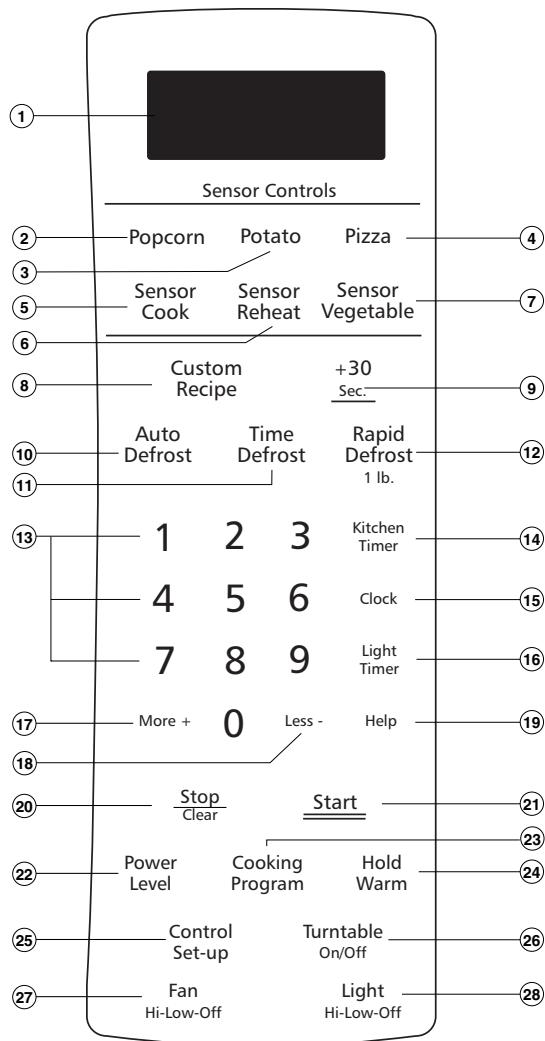 1
Sensor Controls
2 Popcorn Potato Pizza 4
3
5 Sensor Cook Sensor Reheat Sensor Vegetable 7
6
8 Custom Recipe +30 Sec. 9
10 Auto Defrost Time Defrost Rapid Defrost 1 lb. 12
11
13 1 2 3 Kitchen Timer 14
4 5 6 Clock 15
7 8 9 Light Timer 16
17 More + 0 Less - Help 19
18
20 Stop Clear Start 21
23
22 Power Level Cooking Program Hold Warm 24
25 Control Set-up Turntable On/Off 26
27 Fan Hi-Low-Off Light Hi-Low-Off 28